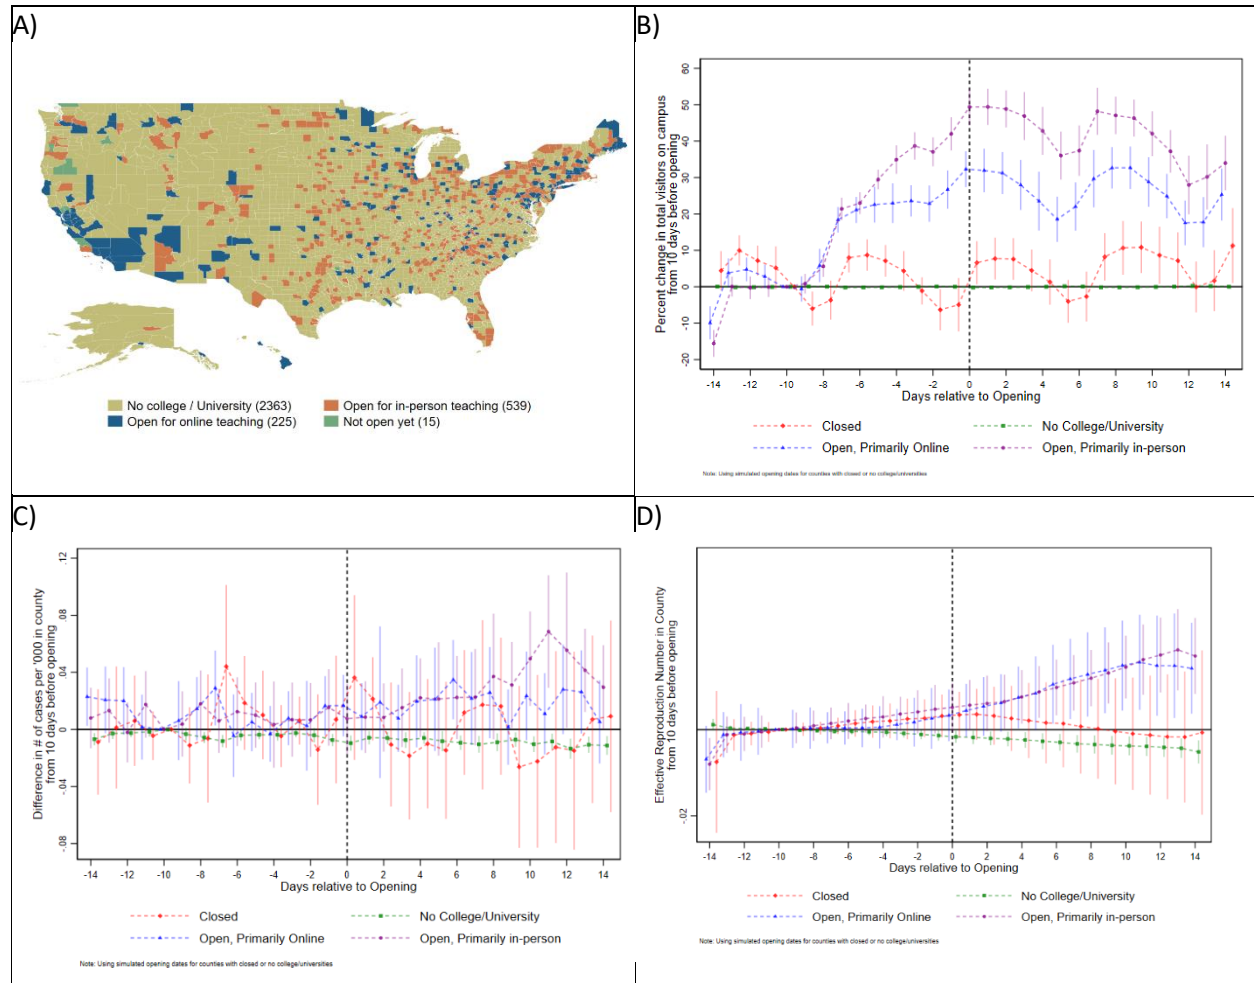 A)
No college / University (2363)
Open for in-person teaching (539)
Open for online teaching (225)
Not open yet (15)
B)
Percent change in total visitors on campus
from 10 days before opening
60
50
40
30
20
10
0
-10
-20
-14 -12 -10 -8 -6 -4 -2 0 2 4 6 8 10 12 14
Days relative to Opening
Closed
No College/University
Open, Primarily Online
Open, Primarily in-person
Note: Using simulated opening dates for counties with closed or no college/universities
C)
Difference in # of cases per '000 in county
from 10 days before opening
.12
.08
.04
0
-.04
-.08
-14 -12 -10 -8 -6 -4 -2 0 2 4 6 8 10 12 14
Days relative to Opening
Closed
No College/University
Open, Primarily Online
Open, Primarily in-person
Note: Using simulated opening dates for counties with closed or no college/universities
D)
Effective Reproduction Number in County
from 10 days before opening
0
-.02
-14 -12 -10 -8 -6 -4 -2 0 2 4 6 8 10 12 14
Days relative to Opening
Closed
No College/University
Open, Primarily Online
Open, Primarily in-person
Note: Using simulated opening dates for counties with closed or no college/universities